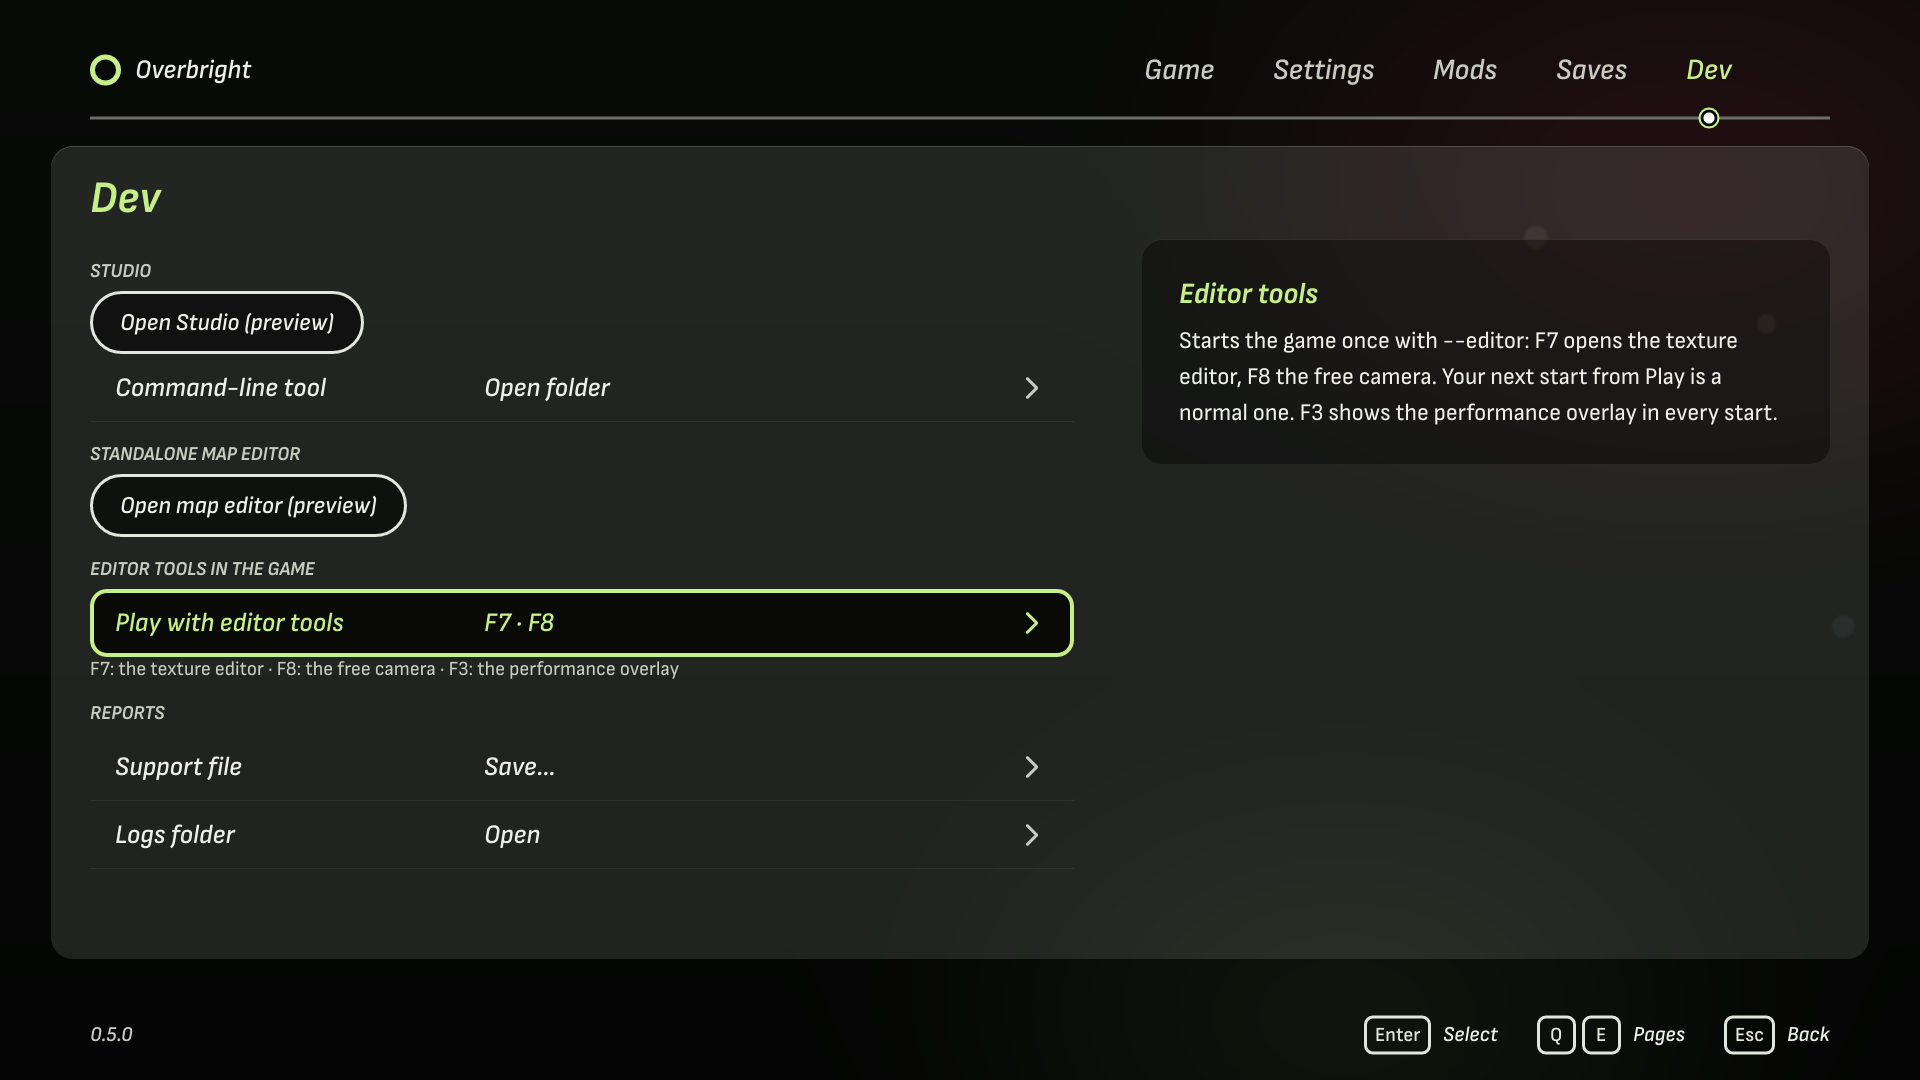 Overbright
Game
Settings
Mods
Saves
Dev
Dev
STUDIO
Open Studio (preview)
Command-line tool
Open folder
STANDALONE MAP EDITOR
Open map editor (preview)
EDITOR TOOLS IN THE GAME
Play with editor tools
F7 · F8
F7: the texture editor · F8: the free camera · F3: the performance overlay
REPORTS
Support file
Save...
Logs folder
Open
Editor tools
Starts the game once with --editor: F7 opens the texture
editor, F8 the free camera. Your next start from Play is a
normal one. F3 shows the performance overlay in every start.
0.5.0
Enter
Select
Q
E
Pages
Esc
Back